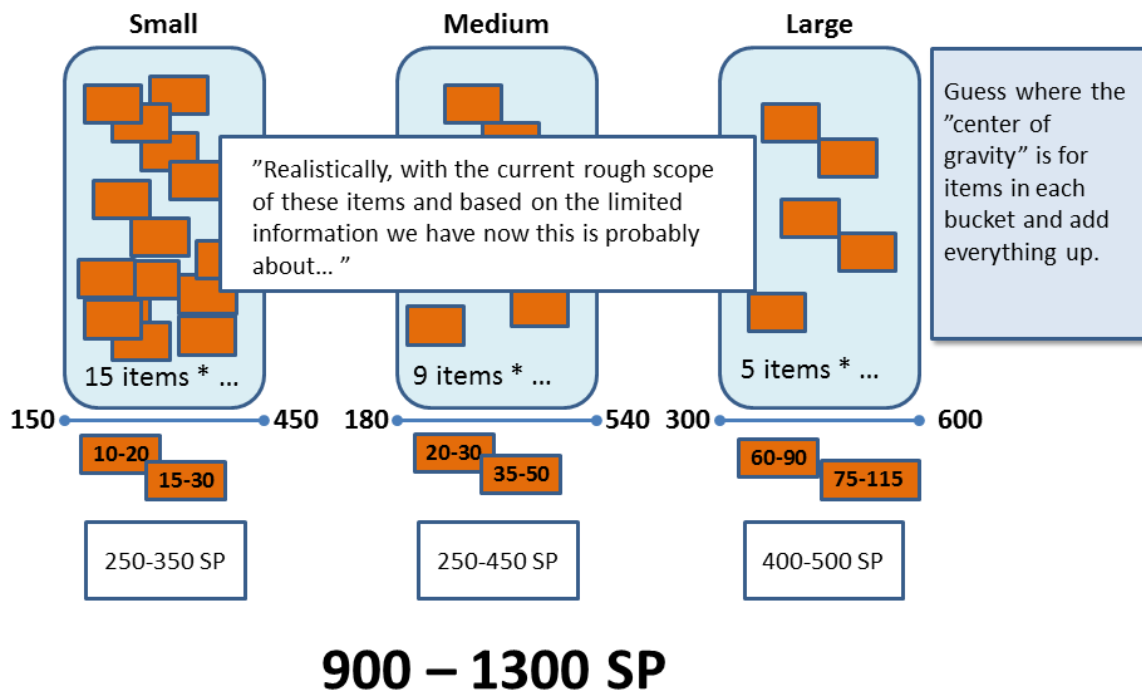 Small
Medium
Large
Guess where the
”center of
gravity” is for
items in each
bucket and add
everything up.
”Realistically, with the current rough scope
of these items and based on the limited
information we have now this is probably
about... ”
15 items * ...
9 items * ...
5 items * ...
150
450
180
540
300
600
10-20
15-30
20-30
35-50
60-90
75-115
250-350 SP
250-450 SP
400-500 SP
900 – 1300 SP